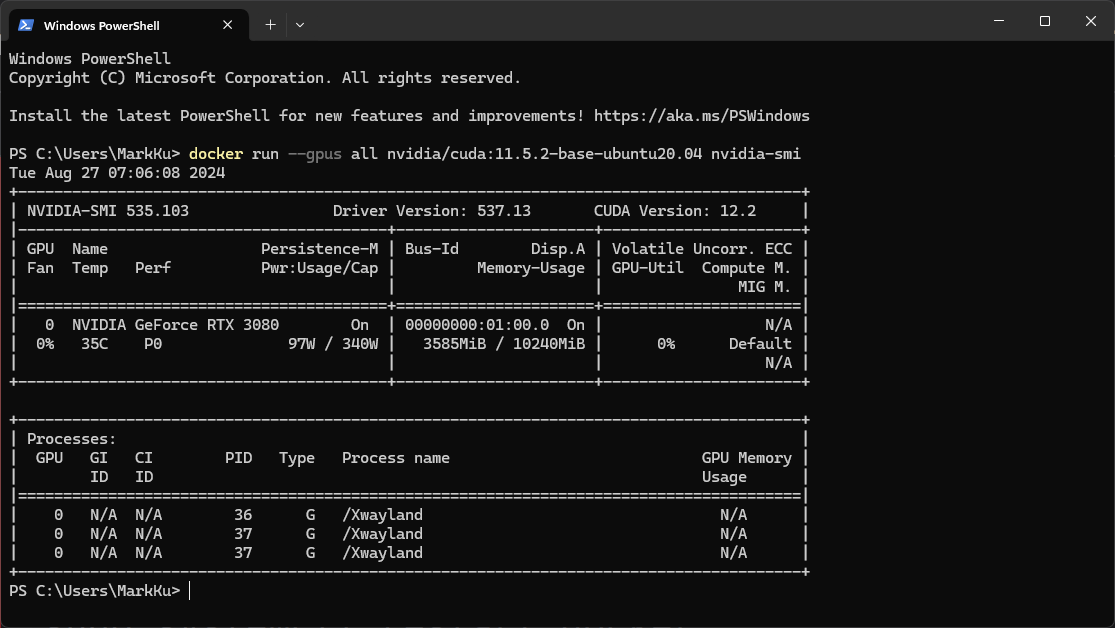 Windows PowerShell
Windows PowerShell
Copyright (C) Microsoft Corporation. All rights reserved.
Install the latest PowerShell for new features and improvements! https://aka.ms/PSWindows
PS C:\Users\MarkKu> docker run --gpus all nvidia/cuda:11.5.2-base-ubuntu20.04 nvidia-smi
Tue Aug 27 07:06:08 2024
+---------------------------------------------------------------------------------------+
| NVIDIA-SMI 535.103                Driver Version: 537.13       CUDA Version: 12.2     |
|-----------------------------------------+----------------------+----------------------+
| GPU  Name                 Persistence-M | Bus-Id        Disp.A | Volatile Uncorr. ECC |
| Fan  Temp   Perf          Pwr:Usage/Cap |         Memory-Usage | GPU-Util  Compute M. |
|                                         |                      |               MIG M. |
|=========================================+======================+======================|
|   0  NVIDIA GeForce RTX 3080        On  | 00000000:01:00.0  On |                  N/A |
|  0%   35C    P0              97W / 340W |   3585MiB / 10240MiB |      0%      Default |
|                                         |                      |                  N/A |
+-----------------------------------------+----------------------+----------------------+
+---------------------------------------------------------------------------------------+
| Processes:                                                                            |
|  GPU   GI   CI        PID   Type   Process name                            GPU Memory |
|        ID   ID                                                             Usage      |
|=======================================================================================|
|    0   N/A  N/A        36      G   /Xwayland                                 N/A      |
|    0   N/A  N/A        37      G   /Xwayland                                 N/A      |
|    0   N/A  N/A        37      G   /Xwayland                                 N/A      |
+---------------------------------------------------------------------------------------+
PS C:\Users\MarkKu>